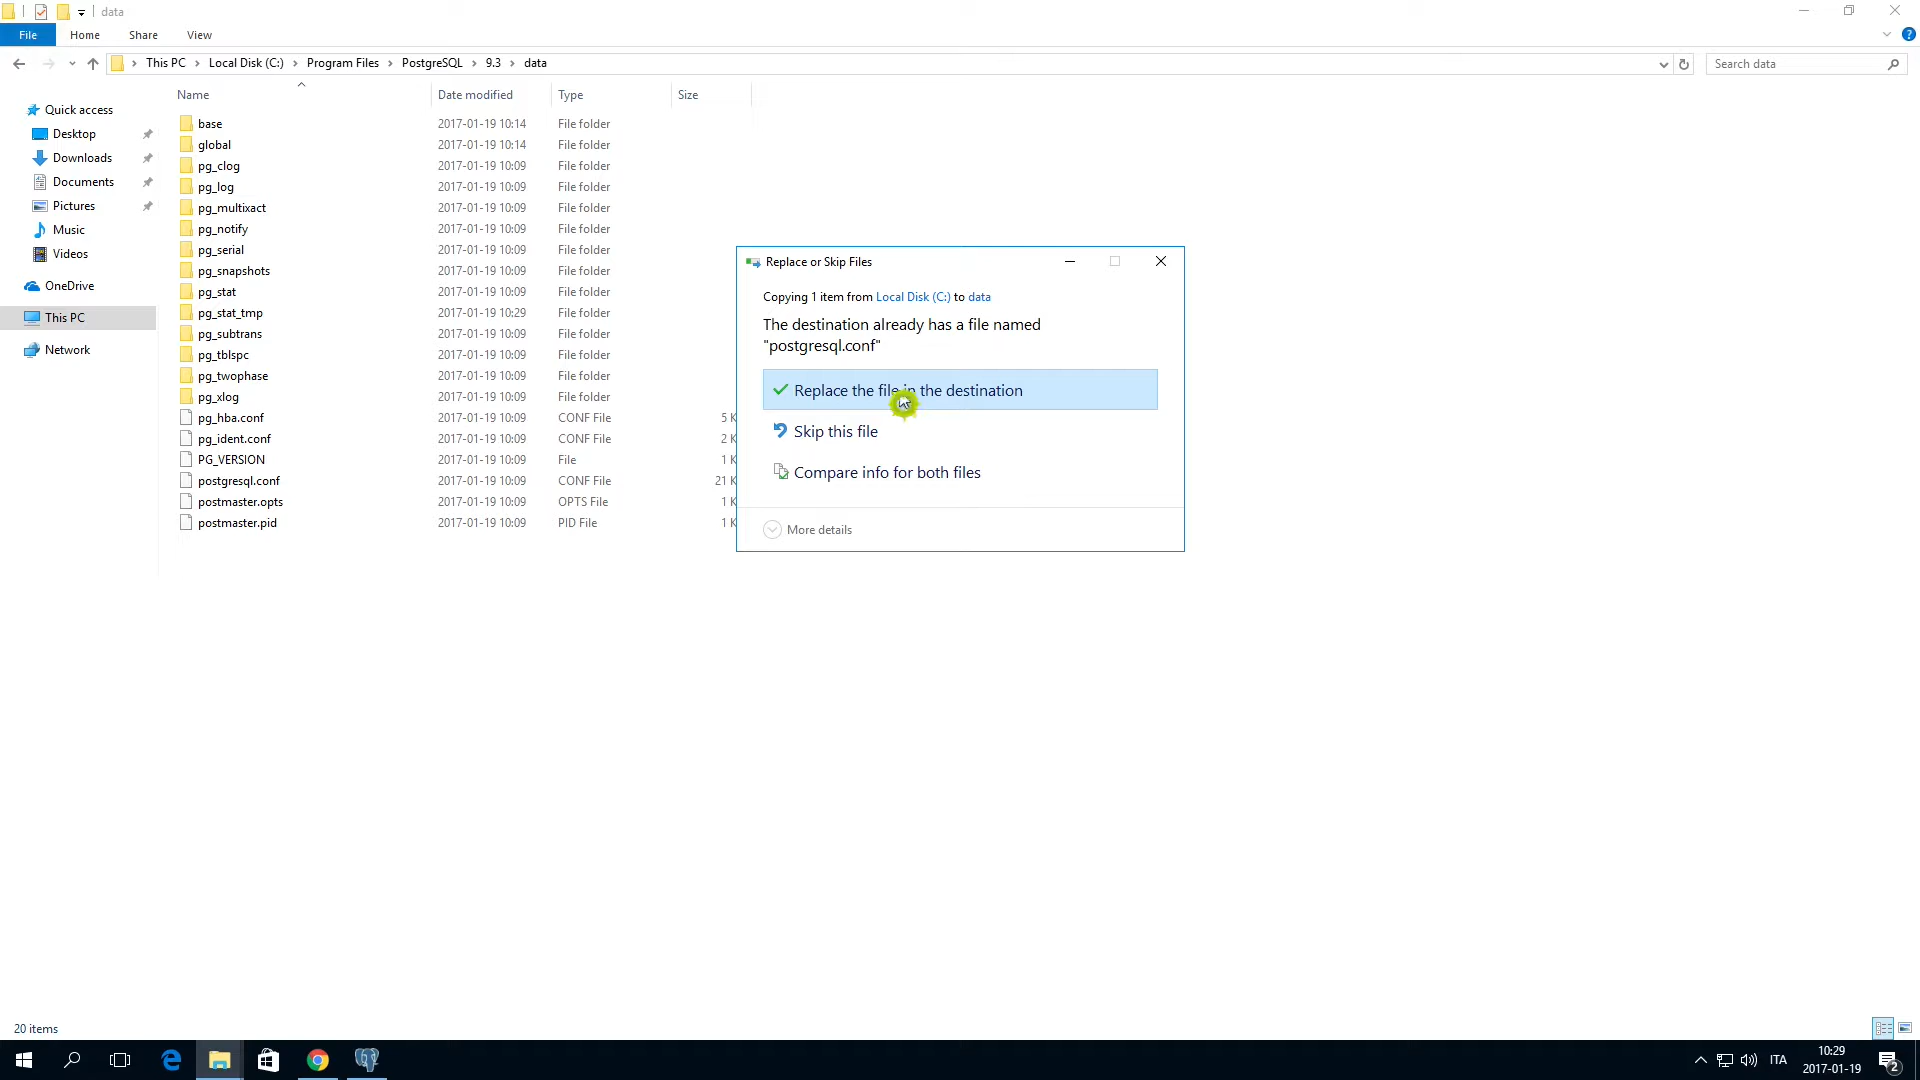 data
File Home Share View
This PC Local Disk (C:) Program Files PostgreSQL 9.3 data
Search data
Name Date modified Type Size
Quick access
Desktop
Downloads
Documents
Pictures
Music
Videos
OneDrive
This PC
Network
base 2017-01-19 10:14 File folder
global 2017-01-19 10:14 File folder
pg_clog 2017-01-19 10:09 File folder
pg_log 2017-01-19 10:09 File folder
pg_multixact 2017-01-19 10:09 File folder
pg_notify 2017-01-19 10:09 File folder
pg_serial 2017-01-19 10:09 File folder
pg_snapshots 2017-01-19 10:09 File folder
pg_stat 2017-01-19 10:09 File folder
pg_stat_tmp 2017-01-19 10:29 File folder
pg_subtrans 2017-01-19 10:09 File folder
pg_tblspc 2017-01-19 10:09 File folder
pg_twophase 2017-01-19 10:09 File folder
pg_xlog 2017-01-19 10:09 File folder
pg_hba.conf 2017-01-19 10:09 CONF File 5 K
pg_ident.conf 2017-01-19 10:09 CONF File 2 K
PG_VERSION 2017-01-19 10:09 File 1 K
postgresql.conf 2017-01-19 10:09 CONF File 21 K
postmaster.opts 2017-01-19 10:09 OPTS File 1 K
postmaster.pid 2017-01-19 10:09 PID File 1 K
Replace or Skip Files
Copying 1 item from Local Disk (C:) to data
The destination already has a file named
"postgresql.conf"
Replace the file in the destination
Skip this file
Compare info for both files
More details
20 items
ITA
10:29
2017-01-19
2